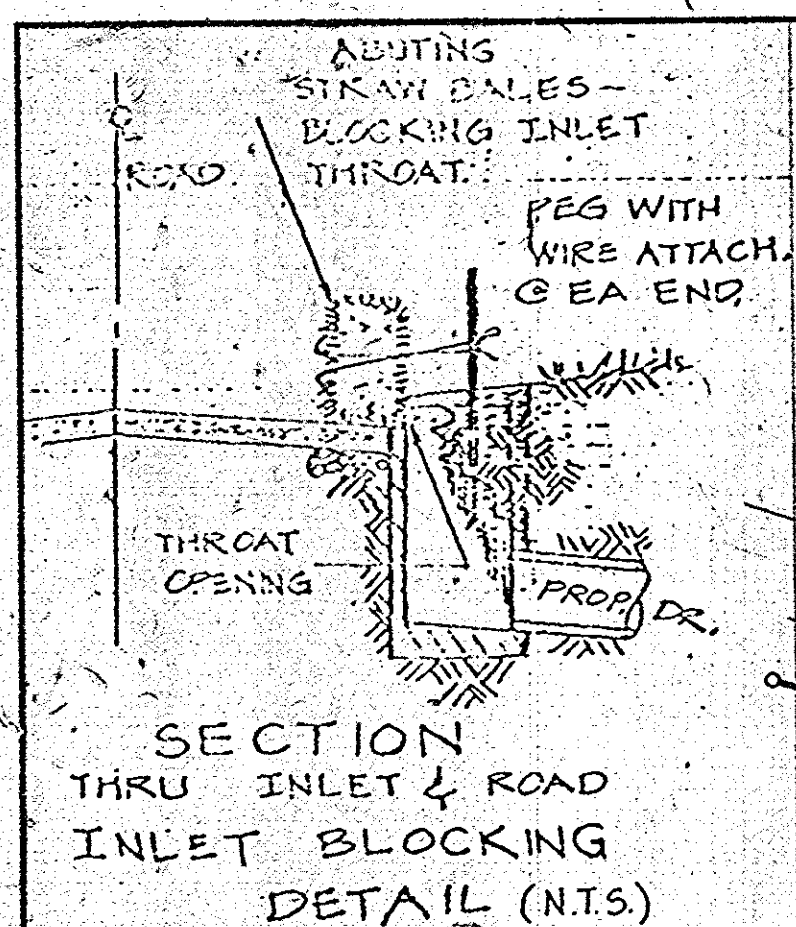 ABUTING
STRAW BALES-
BLOCKING INLET
THROAT.
ROAD
PEG WITH
WIRE ATTACH.
@ EA END.
THROAT
OPENING
PROP. DR.
SECTION
THRU INLET & ROAD
INLET BLOCKING
DETAIL (N.T.S.)